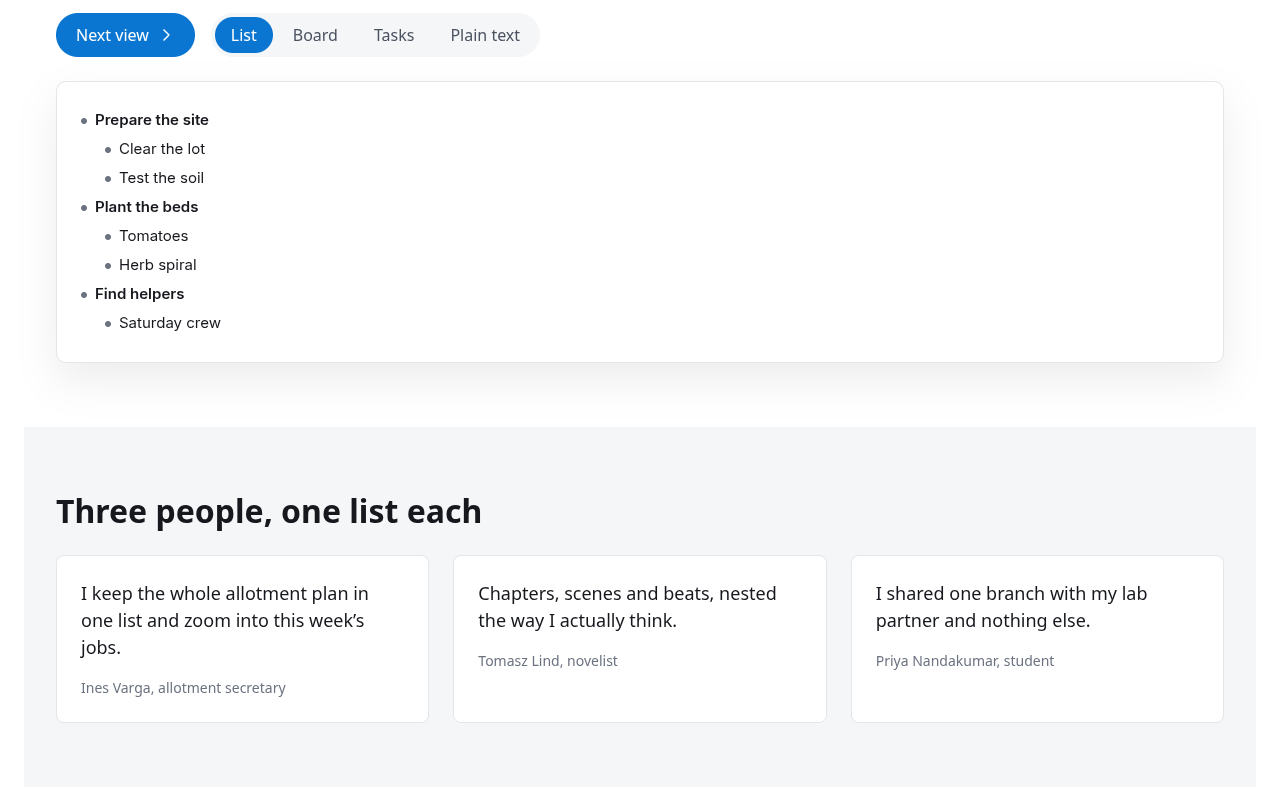 Next view
List Board Tasks Plain text
Prepare the site
Clear the lot
Test the soil
Plant the beds
Tomatoes
Herb spiral
Find helpers
Saturday crew
Three people, one list each
I keep the whole allotment plan in
one list and zoom into this week’s
jobs.
Ines Varga, allotment secretary
Chapters, scenes and beats, nested
the way I actually think.
Tomasz Lind, novelist
I shared one branch with my lab
partner and nothing else.
Priya Nandakumar, student